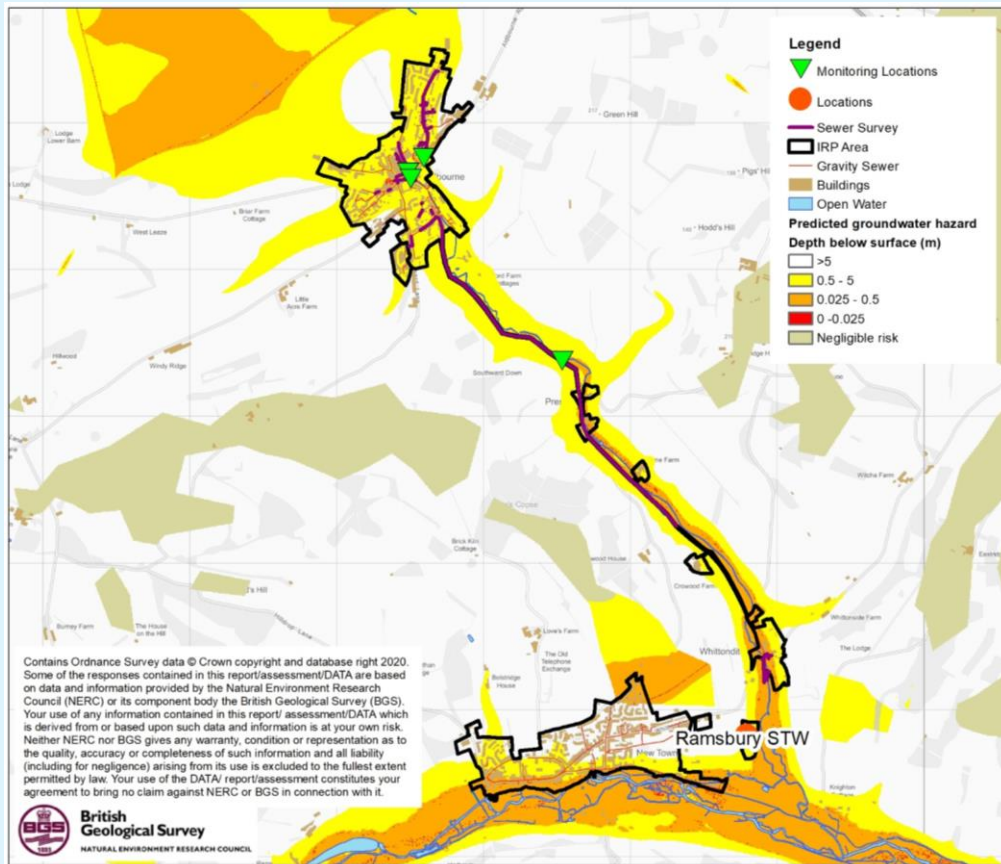 Legend
Monitoring Locations
Locations
Sewer Survey
IRP Area
Gravity Sewer
Buildings
Open Water
Predicted groundwater hazard
Depth below surface (m)
>5
0.5 - 5
0.025 - 0.5
0 -0.025
Negligible risk
Lodge
Lower Barn
Green Hill
Lodge
West Leaze
Briar Farm
Cottage
bourne
Pigs' Hi
Hodd's Hill
Little
Acre Farm
Hillwood
Windy Ridge
Southward Down
Pre
Brick Kiln
Cottage
wood House
Crowood Farm
Witcha Farm
Burney Farm
The House
on the Hill
's Hill
Love's Farm
The Old
Telephone
Exchange
Whittonditch
Whittonside Farm
The Lodge
New Town
Ramsbury STW
Knighton
Contains Ordnance Survey data © Crown copyright and database right 2020.
Some of the responses contained in this report/assessment/DATA are based
on data and information provided by the Natural Environment Research
Council (NERC) or its component body the British Geological Survey (BGS).
Your use of any information contained in this report/ assessment/DATA which
is derived from or based upon such data and information is at your own risk.
Neither NERC nor BGS gives any warranty, condition or representation as to
the quality, accuracy or completeness of such information and all liability
(including for negligence) arising from its use is excluded to the fullest extent
permitted by law. Your use of the DATA/ report/assessment constitutes your
agreement to bring no claim against NERC or BGS in connection with it.
BGS
1835
British
Geological Survey
NATURAL ENVIRONMENT RESEARCH COUNCIL